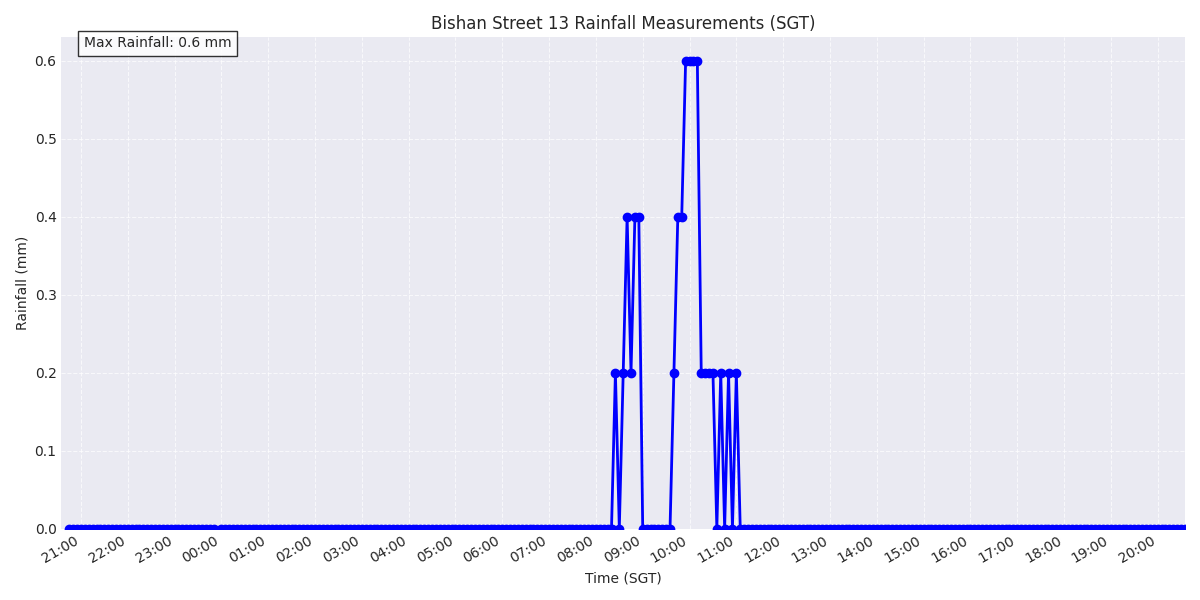 Bishan Street 13 Rainfall Measurements (SGT)
Max Rainfall: 0.6 mm
Rainfall (mm)
0.6
0.5
0.4
0.3
0.2
0.1
0.0
21:00 22:00 23:00 00:00 01:00 02:00 03:00 04:00 05:00 06:00 07:00 08:00 09:00 10:00 11:00 12:00 13:00 14:00 15:00 16:00 17:00 18:00 19:00 20:00
Time (SGT)